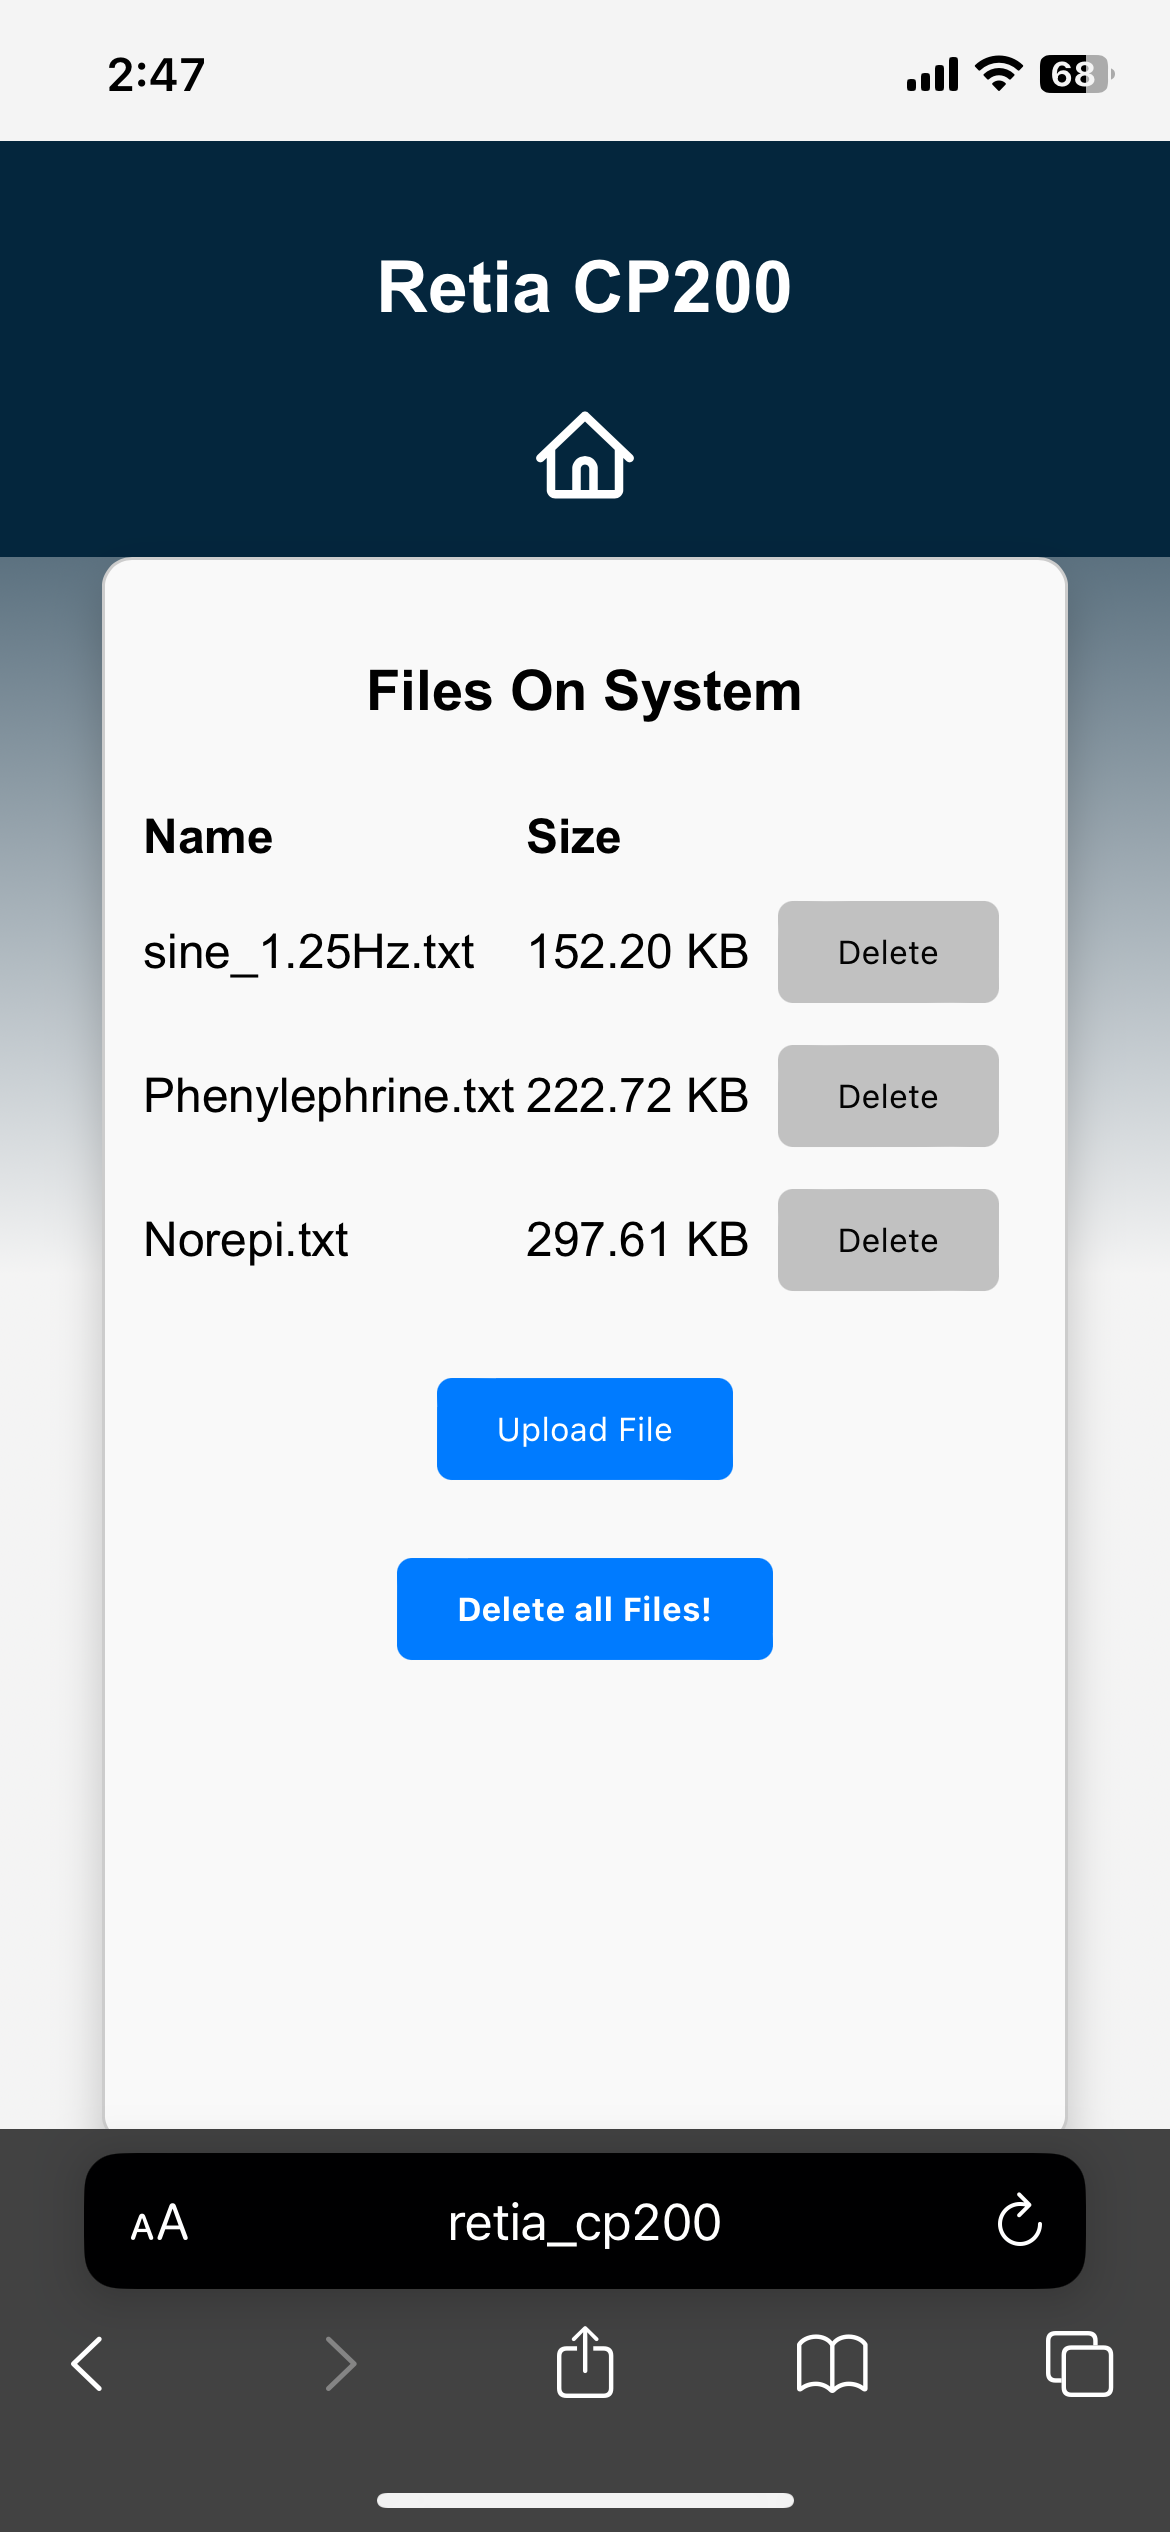 2:47
68
Retia CP200
Files On System
Name Size
sine_1.25Hz.txt 152.20 KB Delete
Phenylephrine.txt 222.72 KB Delete
Norepi.txt 297.61 KB Delete
Upload File
Delete all Files!
AA retia_cp200